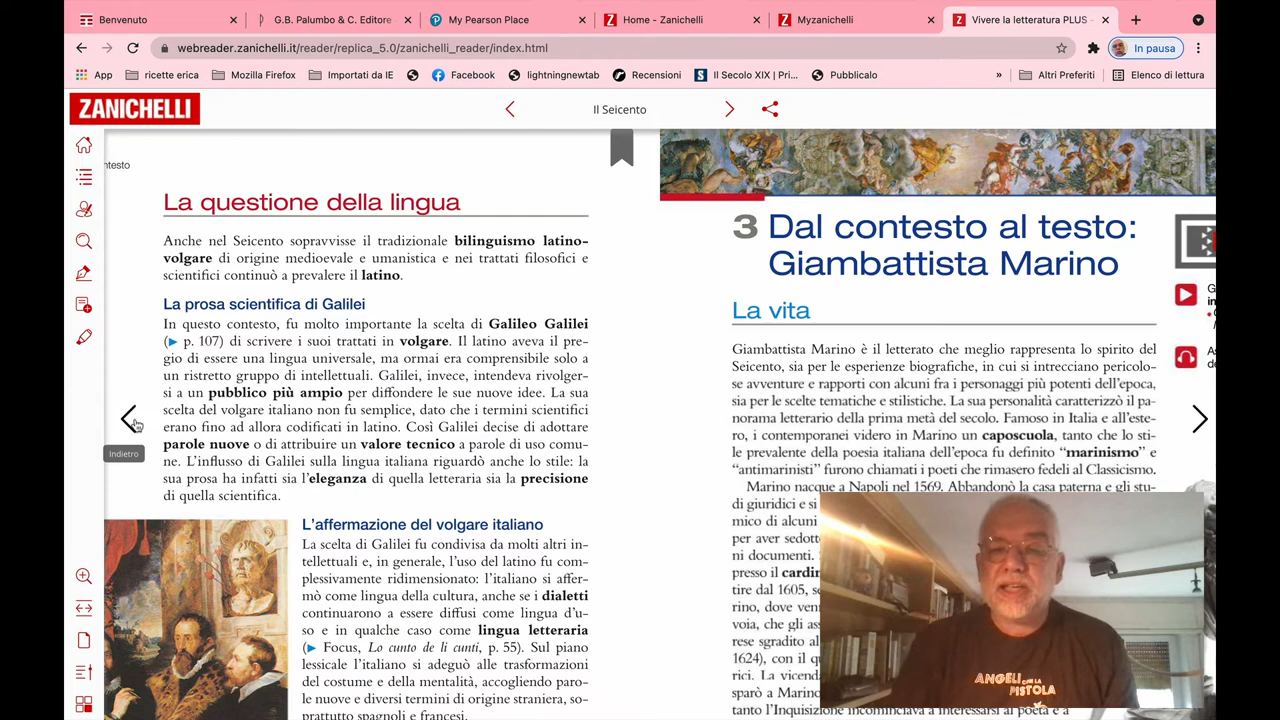 Benvenuto
G.B. Palumbo & C. Editore
My Pearson Place
Home - Zanichelli
Myzanichelli
Vivere la letteratura PLUS -
webreader.zanichelli.it/reader/replica_5.0/zanichelli_reader/index.html
In pausa
App
ricette erica
Mozilla Firefox
Importati da IE
Facebook
lightningnewtab
Recensioni
Il Secolo XIX | Pri...
Pubblicalo
»
Altri Preferiti
Elenco di lettura
ZANICHELLI
Il Seicento
ntesto
La questione della lingua
Anche nel Seicento sopravvisse il tradizionale bilinguismo latino-
volgare di origine medioevale e umanistica e nei trattati filosofici e
scientifici continuò a prevalere il latino.
La prosa scientifica di Galilei
In questo contesto, fu molto importante la scelta di Galileo Galilei
(▶ p. 107) di scrivere i suoi trattati in volgare. Il latino aveva il pre-
gio di essere una lingua universale, ma ormai era comprensibile solo a
un ristretto gruppo di intellettuali. Galilei, invece, intendeva rivolger-
si a un pubblico più ampio per diffondere le sue nuove idee. La sua
scelta del volgare italiano non fu semplice, dato che i termini scientifici
erano fino ad allora codificati in latino. Così Galilei decise di adottare
parole nuove o di attribuire un valore tecnico a parole di uso comu-
ne. L'influsso di Galilei sulla lingua italiana riguardò anche lo stile: la
sua prosa ha infatti sia l'eleganza di quella letteraria sia la precisione
di quella scientifica.
Indietro
L'affermazione del volgare italiano
La scelta di Galilei fu condivisa da molti altri in-
tellettuali e, in generale, l'uso del latino fu com-
plessivamente ridimensionato: l'italiano si affer-
mò come lingua della cultura, anche se i dialetti
continuarono a essere diffusi come lingua d'u-
so e in qualche caso come lingua letteraria
(▶ Focus, Lo cunto de li cunti, p. 55). Sul piano
lessicale l'italiano si adeguò alle trasformazioni
del costume e della mentalità, accogliendo paro-
le nuove e diversi termini di origine straniera, so-
prattutto spagnoli e francesi.
3 Dal contesto al testo:
Giambattista Marino
La vita
Giambattista Marino è il letterato che meglio rappresenta lo spirito del
Seicento, sia per le esperienze biografiche, in cui si intrecciano pericolo-
se avventure e rapporti con alcuni fra i personaggi più potenti dell'epoca,
sia per le scelte tematiche e stilistiche. La sua personalità caratterizzò il pa-
norama letterario della prima metà del secolo. Famoso in Italia e all'este-
ro, i contemporanei videro in Marino un caposcuola, tanto che lo sti-
le prevalente della poesia italiana dell'epoca fu definito "marinismo" e
"antimarinisti" furono chiamati i poeti che rimasero fedeli al Classicismo.
Marino nacque a Napoli nel 1569. Abbandonò la casa paterna e gli stu-
di giuridici e si
mico di alcuni
per aver sedott
ni documenti.
presso il cardin
tire dal 1605, s
rino, dove venn
voia, che gli ass
rese sgradito al
1624), con il qu
rici. La vicend
sparò a Marino
tanto l'Inquisizione incominciava a interessarsi al poeta e a
ANGELI CON LA
PISTOLA